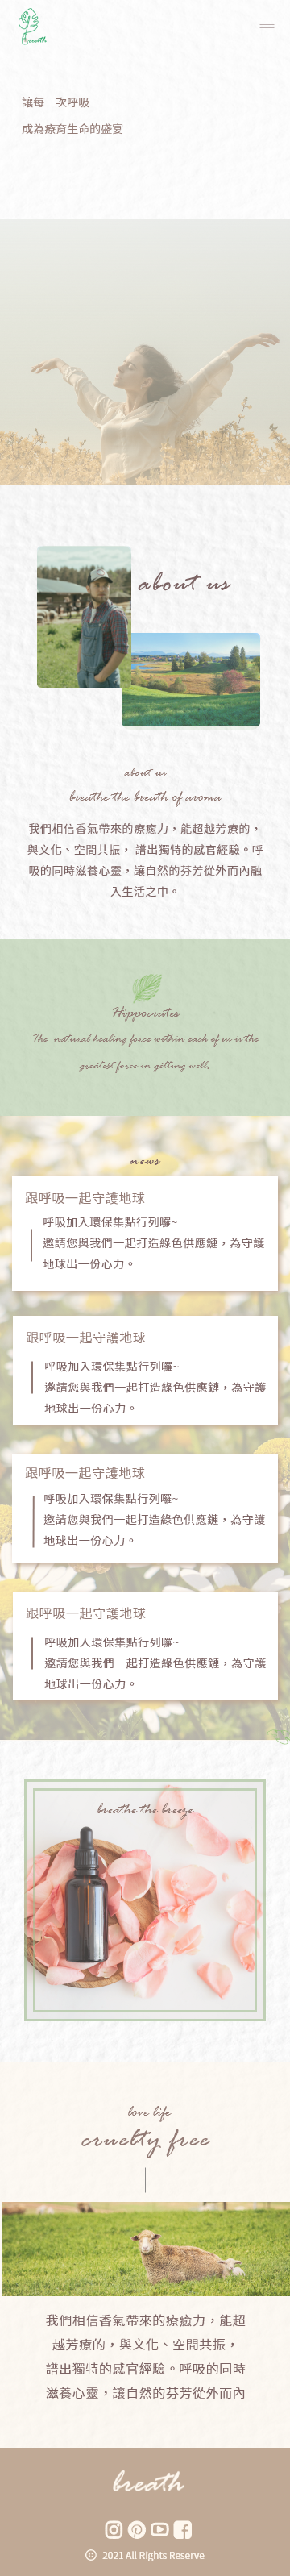 breath
讓每一次呼吸
成為療育生命的盛宴
about us
about us
breathe the breath of aroma
我們相信香氣帶來的療癒力，能超越芳療的，
與文化、空間共振， 譜出獨特的感官經驗。呼
吸的同時滋養心靈，讓自然的芬芳從外而內融
入生活之中。
Hippocrates
The natural healing force within each of us is the
greatest force in getting well.
news
跟呼吸一起守護地球
呼吸加入環保集點行列囉~
邀請您與我們一起打造綠色供應鏈，為守護
地球出一份心力。
跟呼吸一起守護地球
呼吸加入環保集點行列囉~
邀請您與我們一起打造綠色供應鏈，為守護
地球出一份心力。
跟呼吸一起守護地球
呼吸加入環保集點行列囉~
邀請您與我們一起打造綠色供應鏈，為守護
地球出一份心力。
跟呼吸一起守護地球
呼吸加入環保集點行列囉~
邀請您與我們一起打造綠色供應鏈，為守護
地球出一份心力。
breathe the breeze
love life
cruelty free
我們相信香氣帶來的療癒力，能超
越芳療的，與文化、空間共振，
譜出獨特的感官經驗。呼吸的同時
滋養心靈，讓自然的芬芳從外而內
breath
© 2021 All Rights Reserve